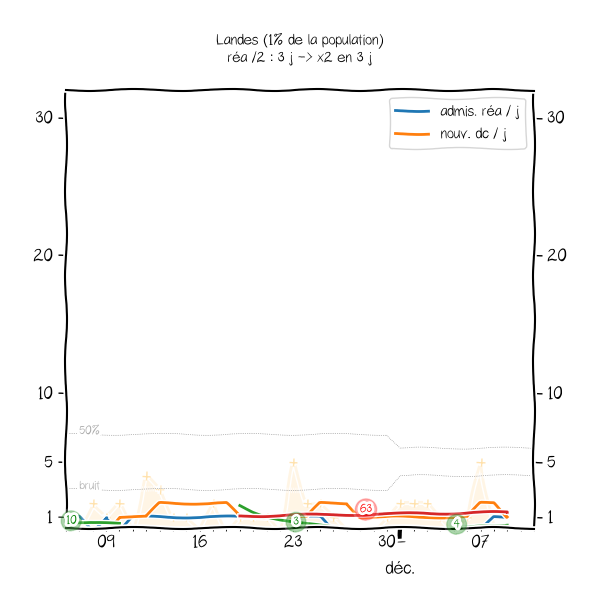 Landes (1% de la population)
réa /2 : 3 j -> x2 en 3 j
admis. réa / j
nouv. dc / j
30 30
20 20
10 10
50%
5 5
bruit
63
1 10 3 4 1
09 16 23 30 07
déc.